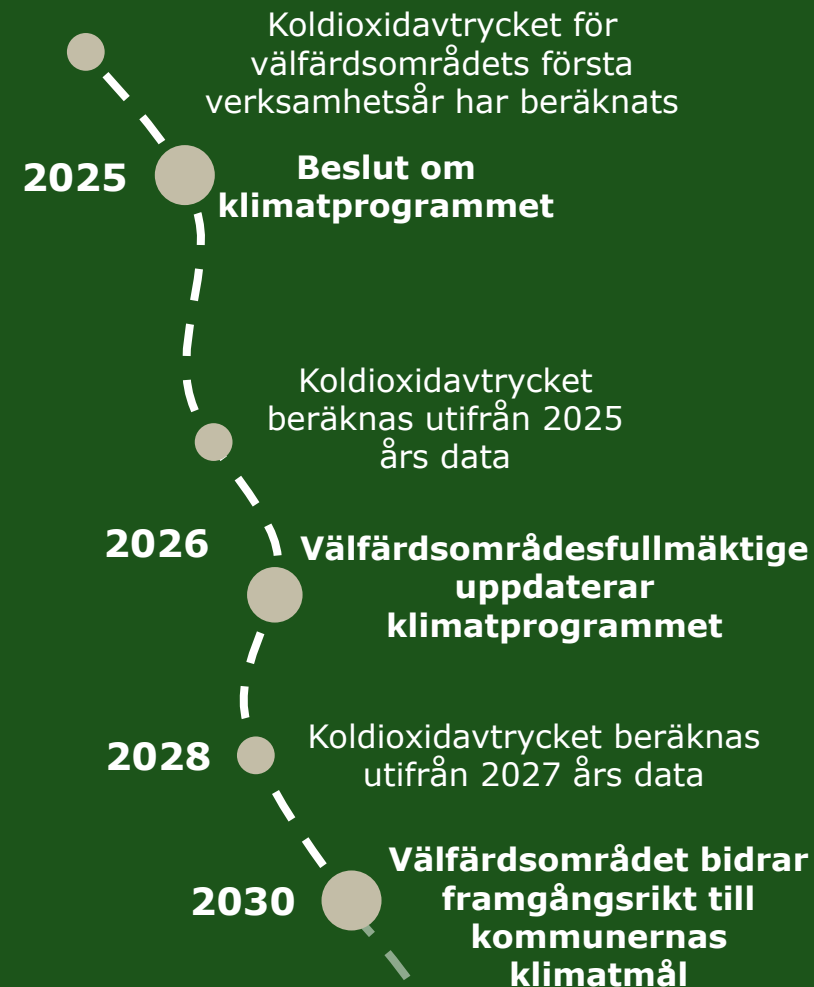 Koldioxidavtrycket för
välfärdsområdets första
verksamhetsår har beräknats
2025
Beslut om
klimatprogrammet
Koldioxidavtrycket
beräknas utifrån 2025
års data
2026
Välfärdsområdesfullmäktige
uppdaterar
klimatprogrammet
2028
Koldioxidavtrycket beräknas
utifrån 2027 års data
2030
Välfärdsområdet bidrar
framgångsrikt till
kommunernas
klimatmål